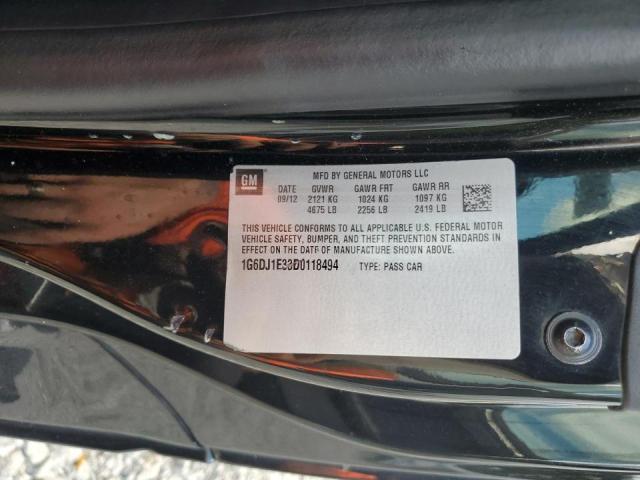 GM
MFD BY GENERAL MOTORS LLC
DATE GVWR GAWR FRT GAWR RR
09/12 2121 KG 1024 KG 1097 KG
4675 LB 2256 LB 2419 LB
THIS VEHICLE CONFORMS TO ALL APPLICABLE U.S. FEDERAL MOTOR
VEHICLE SAFETY, BUMPER, AND THEFT PREVENTION STANDARDS IN
EFFECT ON THE DATE OF MANUFACTURE SHOWN ABOVE.
1G6DJ1E33D0118494 TYPE: PASS CAR